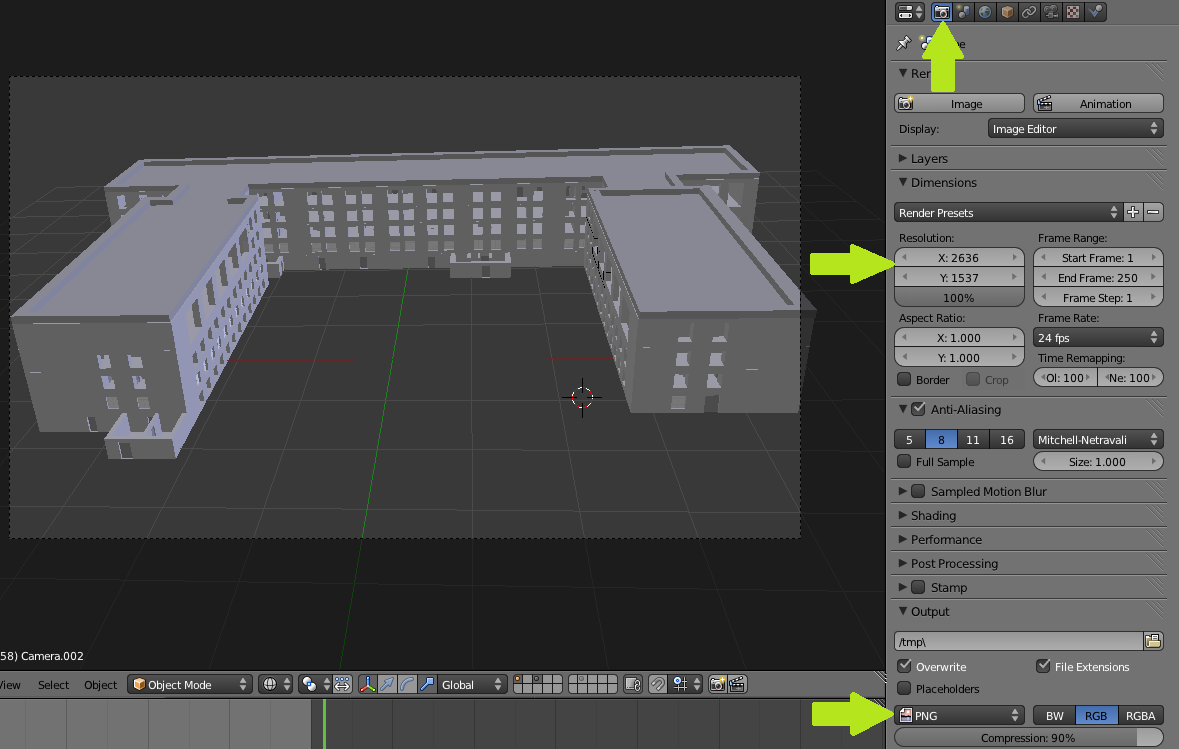 Image
Animation
Display:
Image Editor
Layers
Dimensions
Render Presets
Resolution:
Frame Range:
X: 2636
Start Frame: 1
Y: 1537
End Frame: 250
100%
Frame Step: 1
Aspect Ratio:
Frame Rate:
X: 1.000
24 fps
Y: 1.000
Time Remapping:
Border
Crop
Ol: 100
Ne: 100
Anti-Aliasing
5
8
11
16
Mitchell-Netravali
Full Sample
Size: 1.000
Sampled Motion Blur
Shading
Performance
Post Processing
Stamp
Output
/tmp\
Overwrite
File Extensions
Placeholders
PNG
BW
RGB
RGBA
Compression: 90%
58) Camera.002
Select
Object
Object Mode
Global